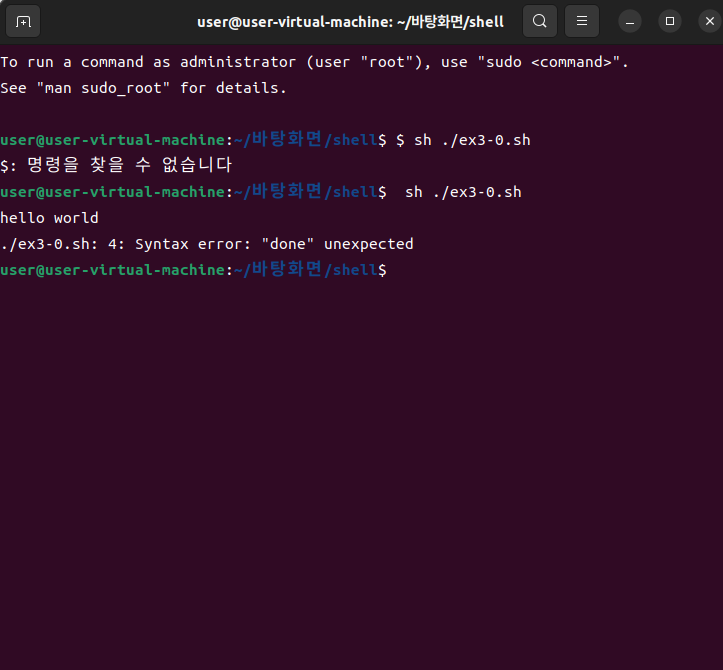 user@user-virtual-machine: ~/바탕화면/shell
To run a command as administrator (user "root"), use "sudo <command>".
See "man sudo_root" for details.
user@user-virtual-machine:~/바탕화면/shell$ $ sh ./ex3-0.sh
$: 명령을 찾을 수 없습니다
user@user-virtual-machine:~/바탕화면/shell$  sh ./ex3-0.sh
hello world
./ex3-0.sh: 4: Syntax error: "done" unexpected
user@user-virtual-machine:~/바탕화면/shell$